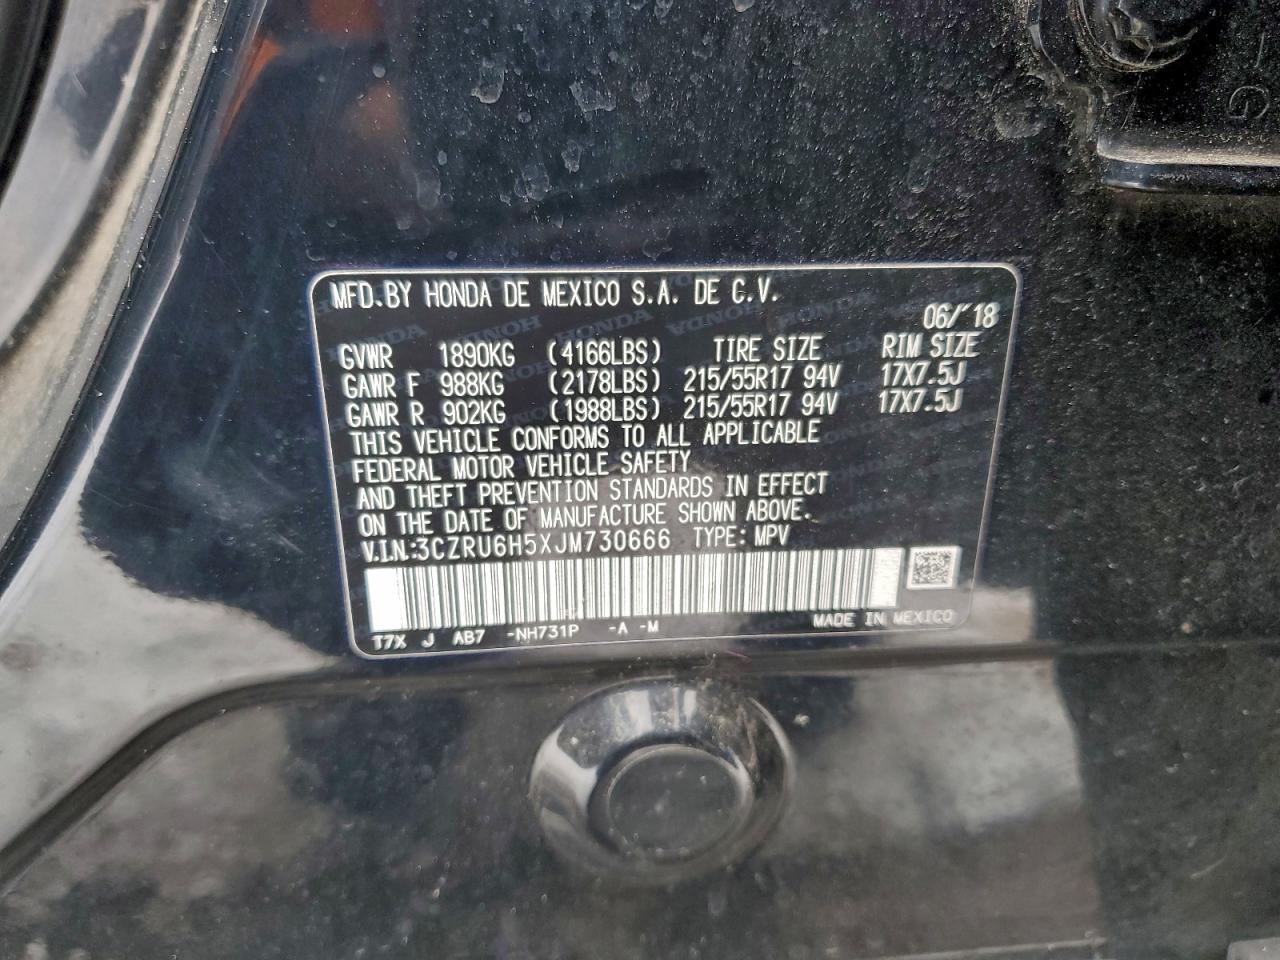 MFD.BY HONDA DE MEXICO S.A. DE C.V.
06/'18
GVWR 1890KG (4166LBS) TIRE SIZE RIM SIZE
GAWR F 988KG (2178LBS) 215/55R17 94V 17X7.5J
GAWR R 902KG (1988LBS) 215/55R17 94V 17X7.5J
THIS VEHICLE CONFORMS TO ALL APPLICABLE
FEDERAL MOTOR VEHICLE SAFETY
AND THEFT PREVENTION STANDARDS IN EFFECT
ON THE DATE OF MANUFACTURE SHOWN ABOVE.
V.I.N:3CZRU6H5XJM730666 TYPE: MPV
T7X J AB7 -NH731P -A -M MADE IN MEXICO